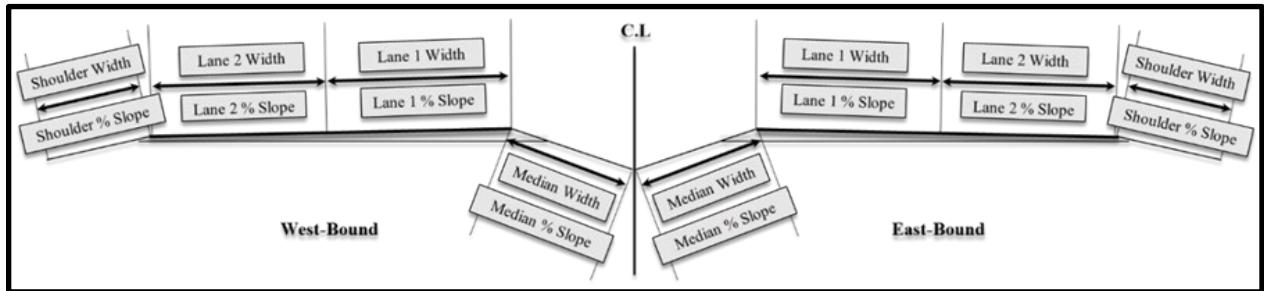 C.L
Shoulder Width
Lane 2 Width
Lane 1 Width
Lane 1 Width
Lane 2 Width
Shoulder Width
Shoulder % Slope
Lane 2 % Slope
Lane 1 % Slope
Lane 1 % Slope
Lane 2 % Slope
Shoulder % Slope
Median Width
Median % Slope
Median Width
Median % Slope
West-Bound
East-Bound